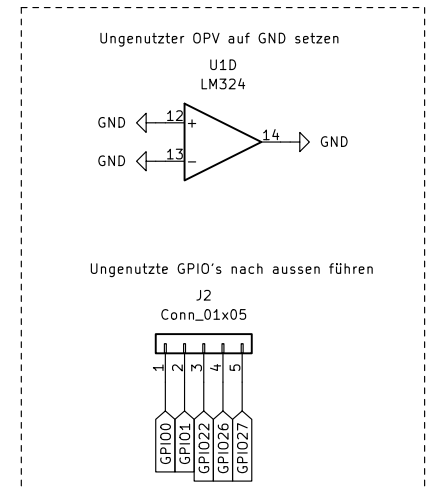 Ungenutzter OPV auf GND setzen
U1D
LM324
GND 12 +
14 GND
GND 13 −
Ungenutzte GPIO's nach aussen führen
J2
Conn_01x05
1 2 3 4 5
GPIO0 GPIO1 GPIO22 GPIO26 GPIO27